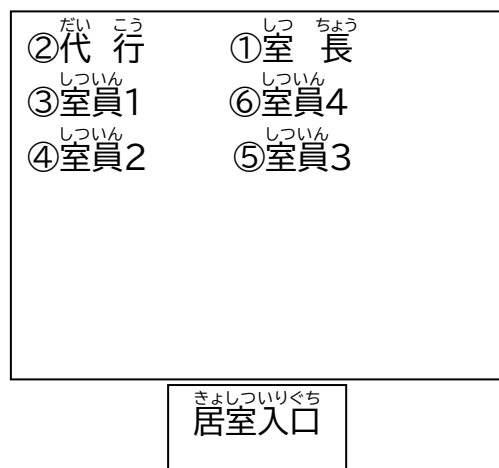 だい こう しつ ちょう
②代 行 ①室 長
しついん しついん
③室員1 ⑥室員4
しついん しついん
④室員2 ⑤室員3
きょしついりぐち
居室入口